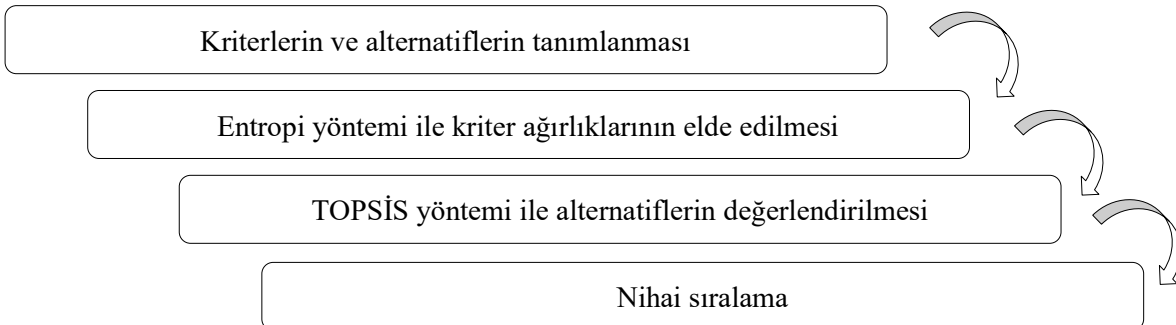 Kriterlerin ve alternatiflerin tanımlanması
Entropi yöntemi ile kriter ağırlıklarının elde edilmesi
TOPSİS yöntemi ile alternatiflerin değerlendirilmesi
Nihai sıralama